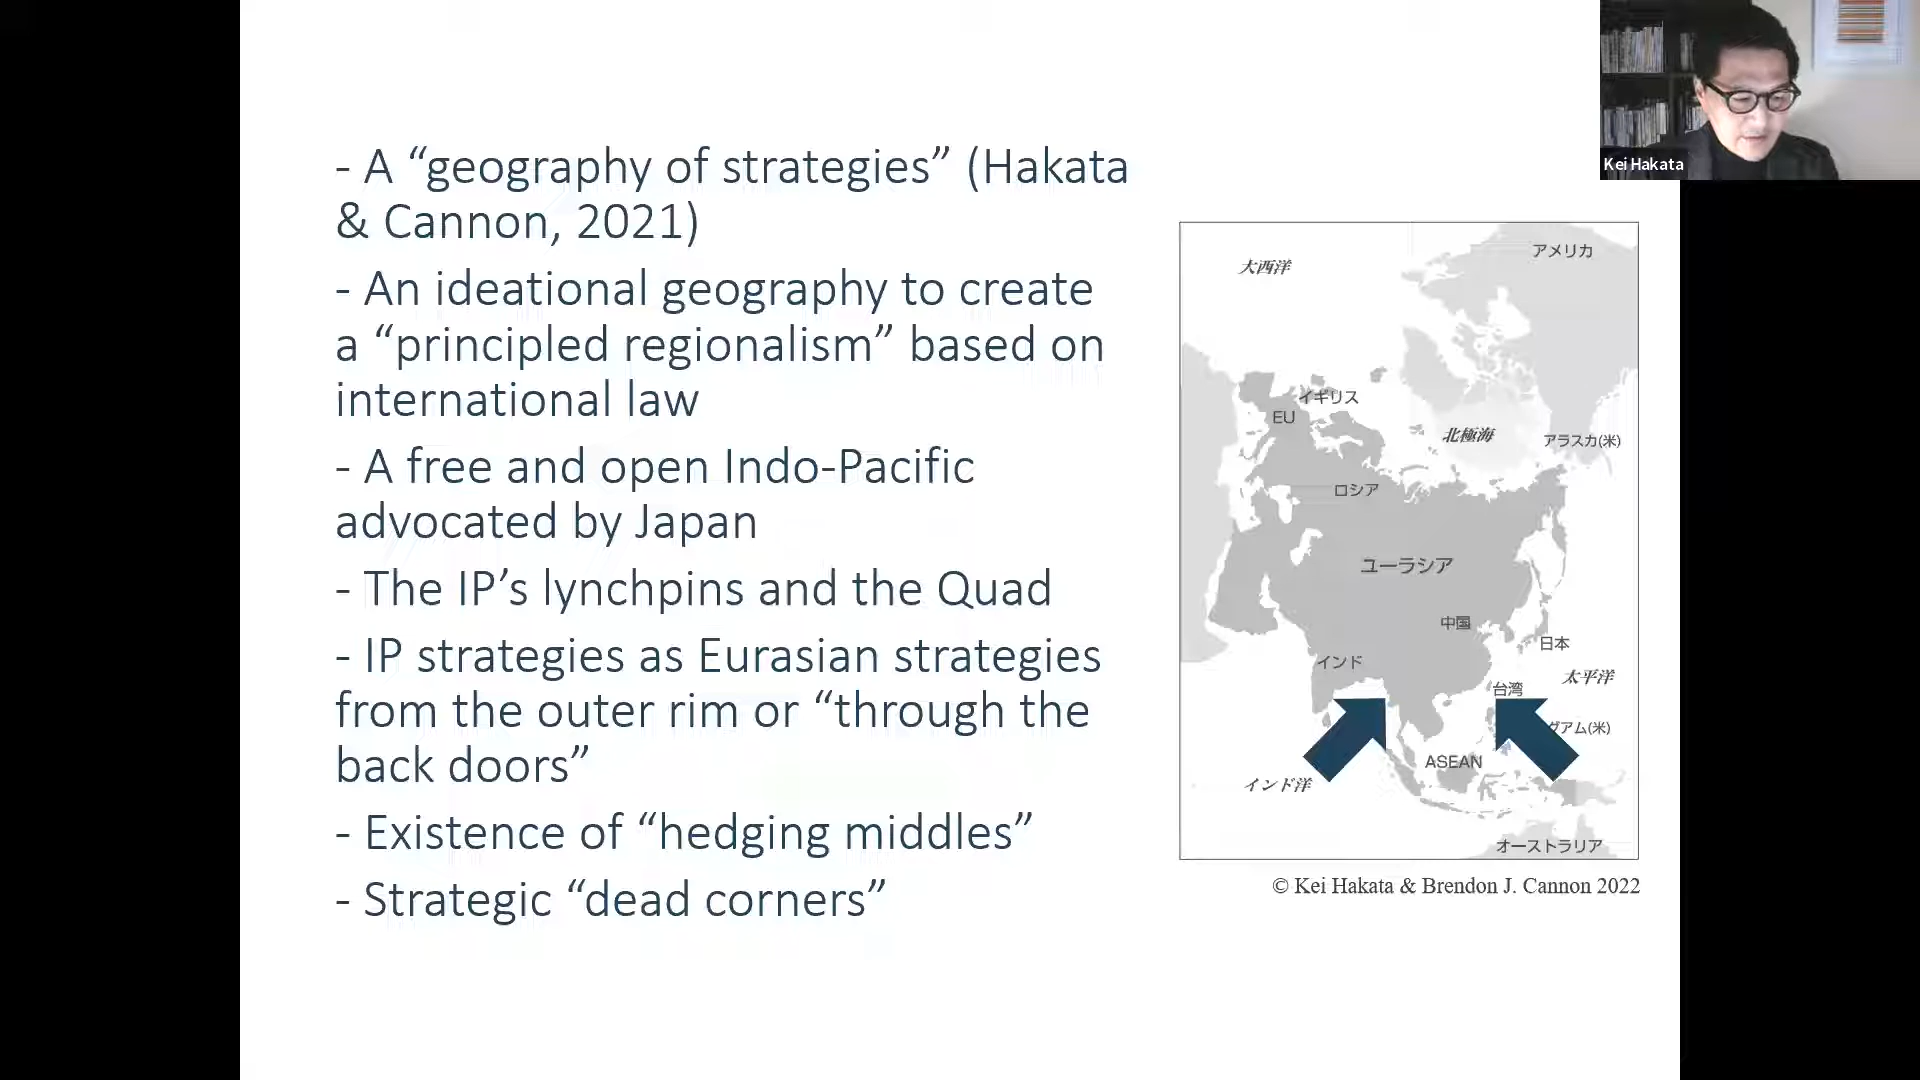 - A “geography of strategies” (Hakata
& Cannon, 2021)
- An ideational geography to create
a “principled regionalism” based on
international law
- A free and open Indo-Pacific
advocated by Japan
- The IP’s lynchpins and the Quad
- IP strategies as Eurasian strategies
from the outer rim or “through the
back doors”
- Existence of “hedging middles”
- Strategic “dead corners”
Kei Hakata
アメリカ
大西洋
イギリス
EU
北極海
アラスカ(米)
ロシア
ユーラシア
中国
日本
インド
太平洋
台湾
グアム(米)
ASEAN
インド洋
オーストラリア
© Kei Hakata & Brendon J. Cannon 2022